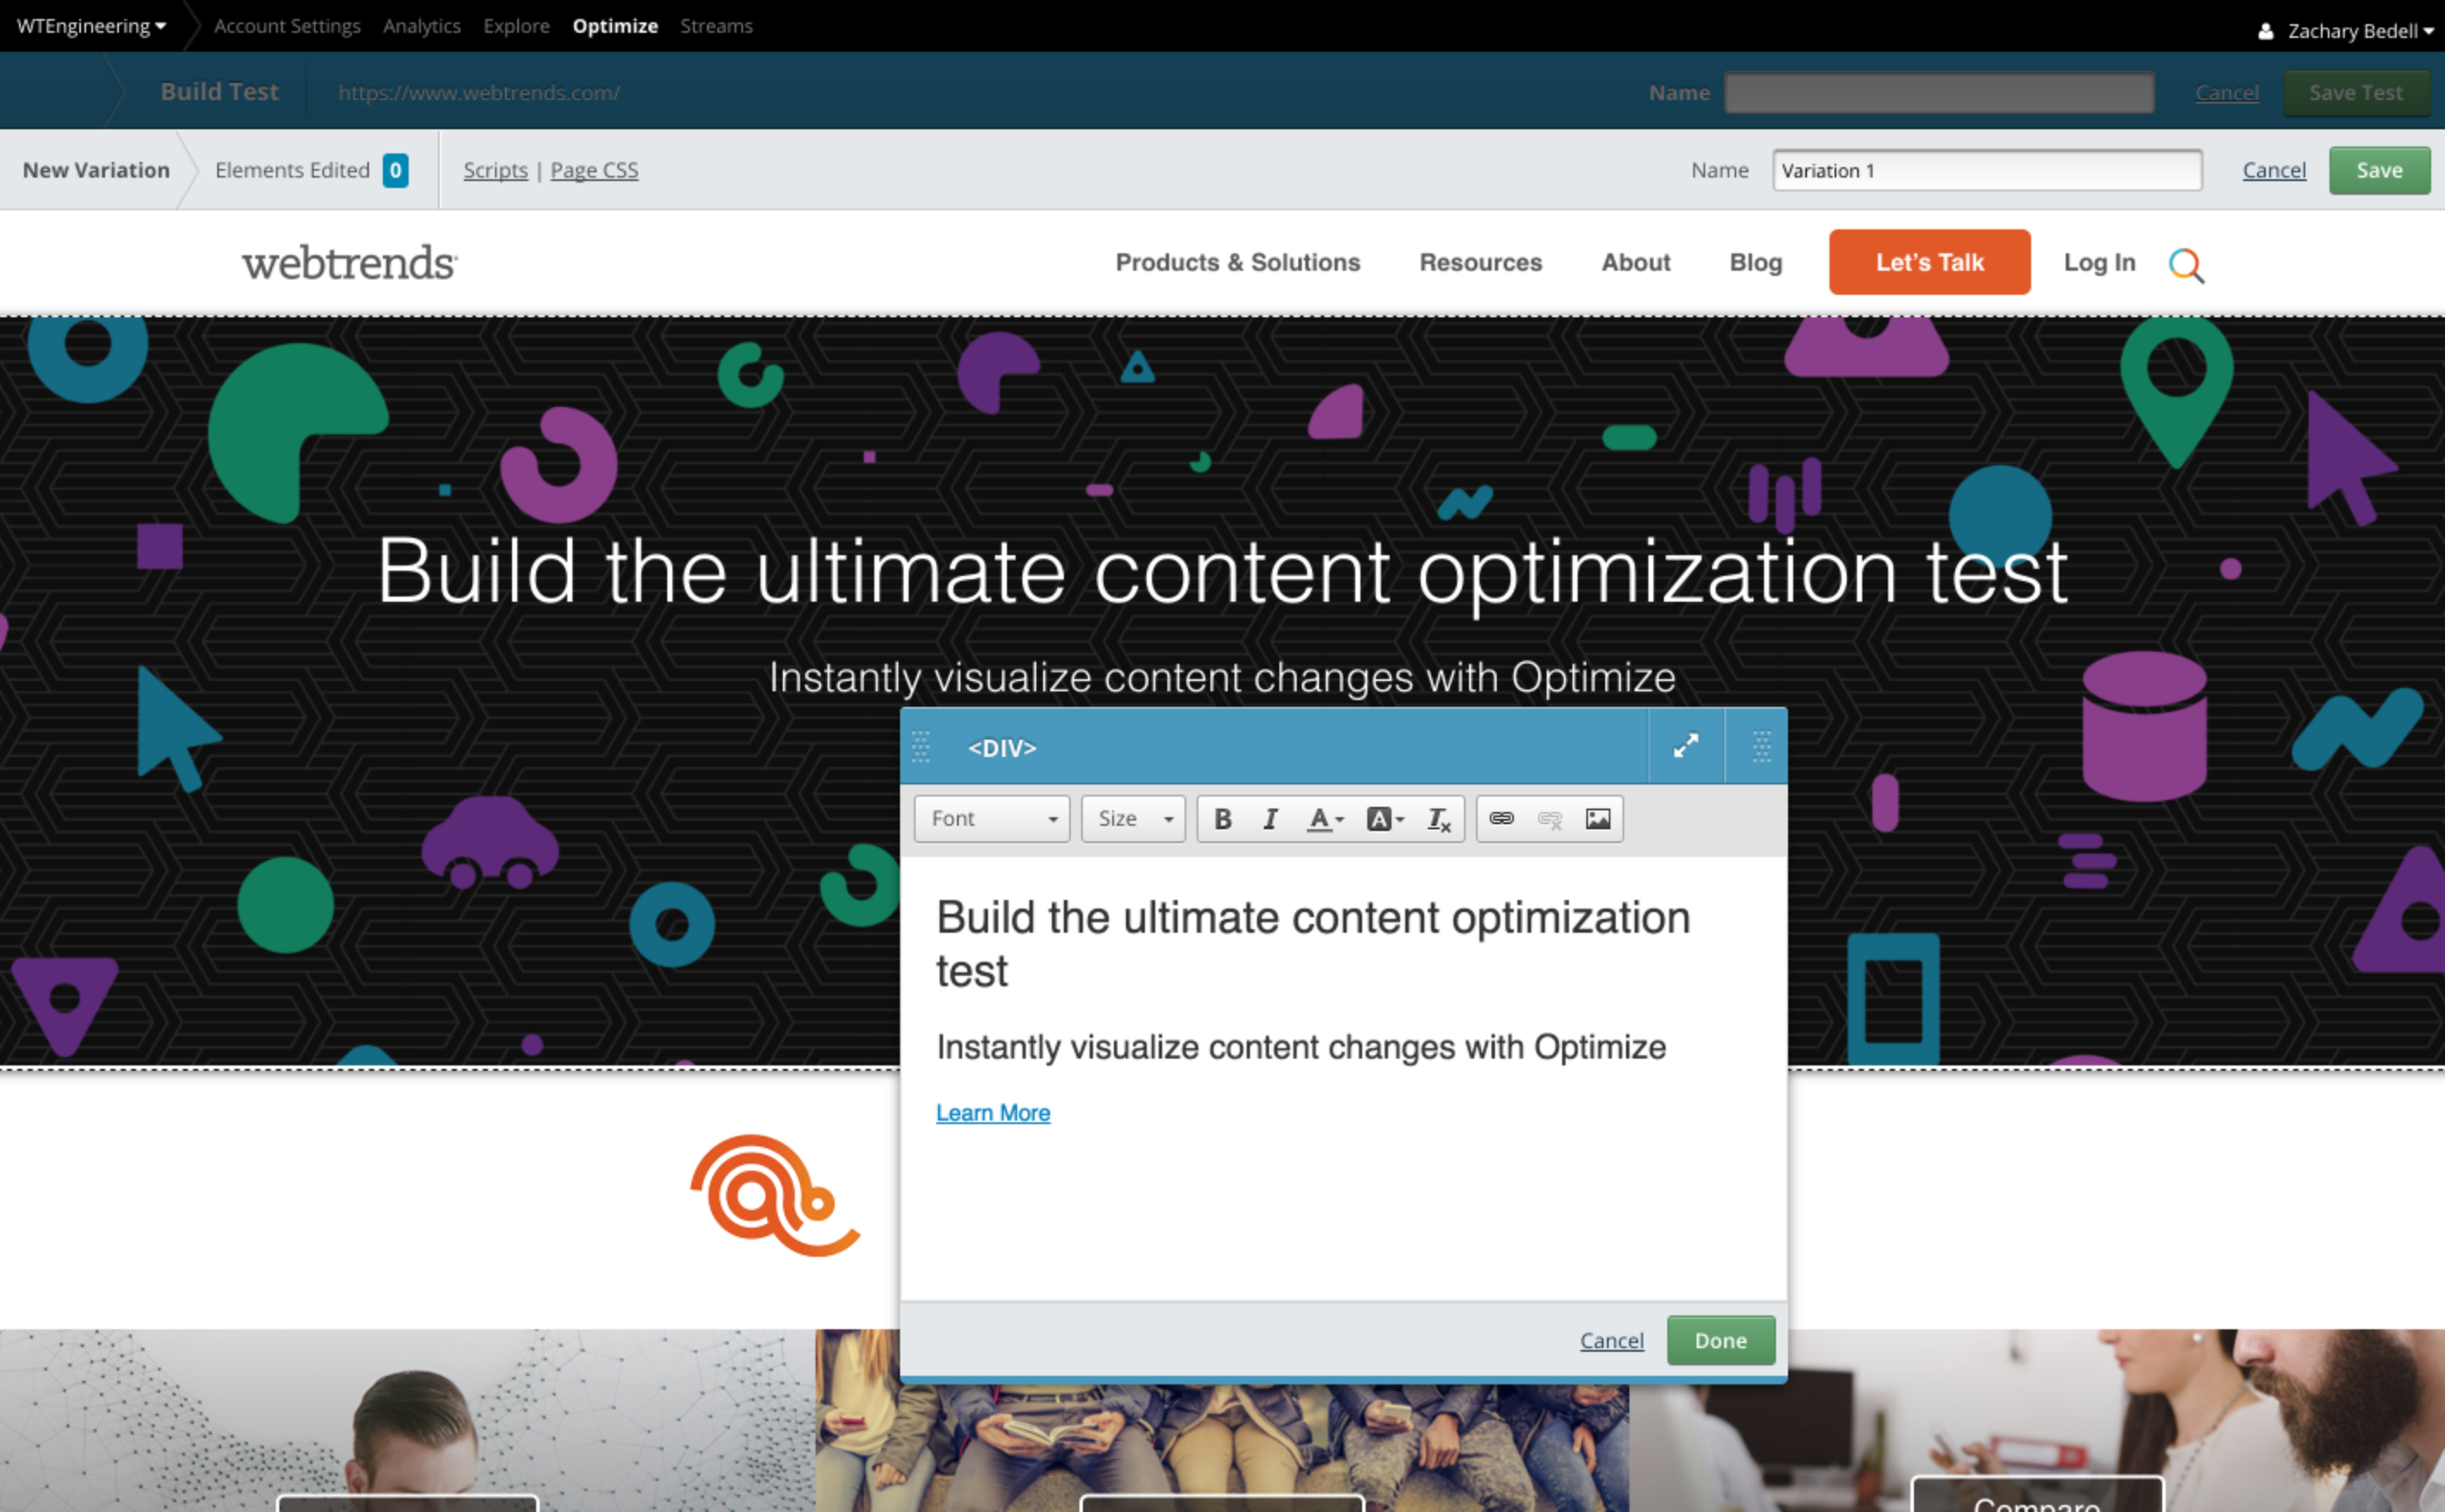 WTEngineering Account Settings Analytics Explore Optimize Streams Zachary Bedell
Build Test https://www.webtrends.com/ Name Cancel Save Test
New Variation Elements Edited 0 Scripts | Page CSS Name Variation 1 Cancel Save
webtrends Products & Solutions Resources About Blog Let's Talk Log In
Build the ultimate content optimization test
Instantly visualize content changes with Optimize
<DIV>
Font Size B I A A Tx
Build the ultimate content optimization
test
Instantly visualize content changes with Optimize
Learn More
Cancel Done
Compare